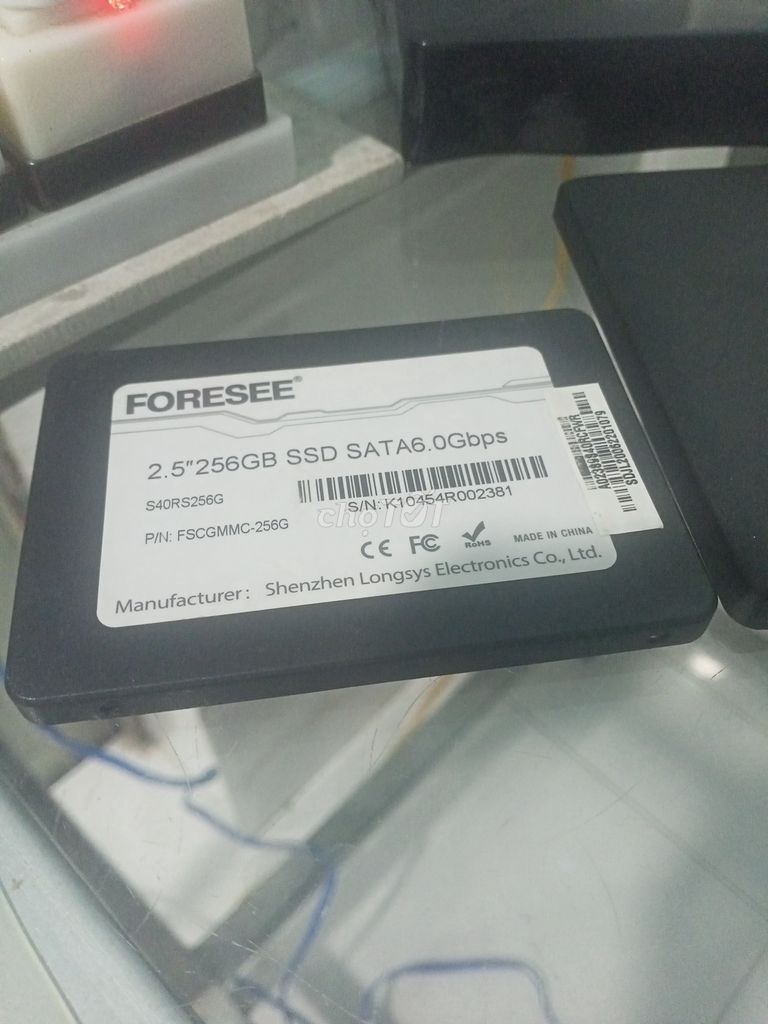 FORESEE®
2.5"256GB SSD SATA6.0Gbps
S40RS256G
S/N: K10454R002381
P/N: FSCGMMC-256G
CE FC RoHS MADE IN CHINA
Manufacturer: Shenzhen Longsys Electronics Co., Ltd.
chợTỐT